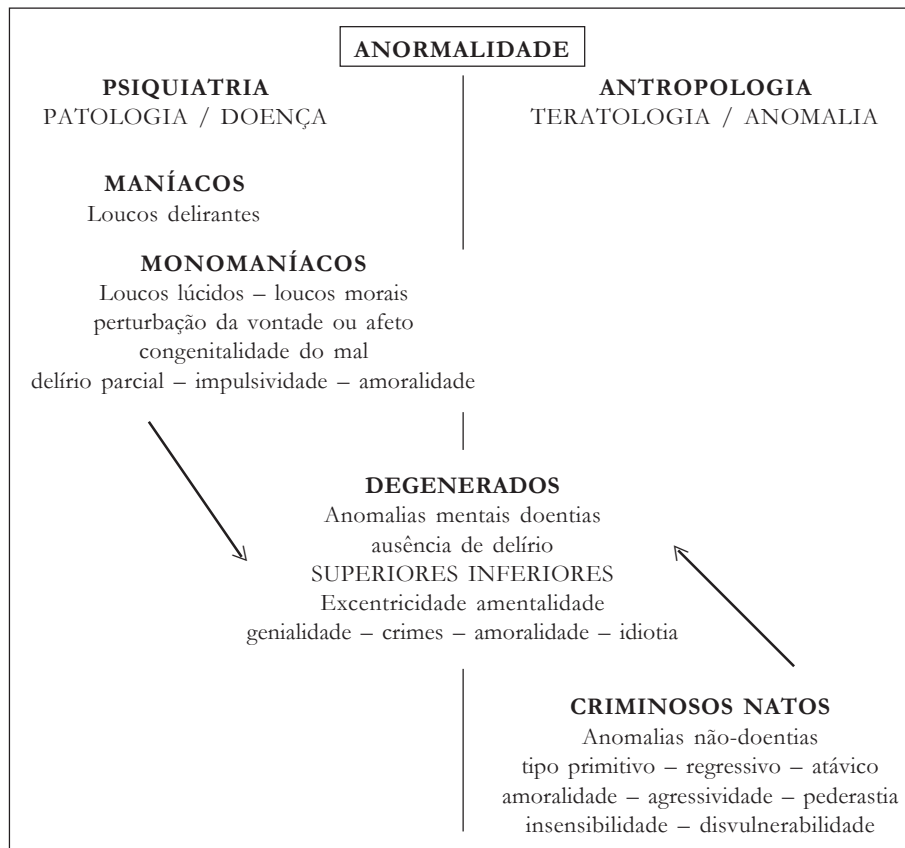 ANORMALIDADE
PSIQUIATRIA
PATOLOGIA / DOENÇA
ANTROPOLOGIA
TERATOLOGIA / ANOMALIA
MANÍACOS
Loucos delirantes
MONOMANÍACOS
Loucos lúcidos – loucos morais
perturbação da vontade ou afeto
congenitalidade do mal
delírio parcial – impulsividade – amoralidade
DEGENERADOS
Anomalias mentais doentias
ausência de delírio
SUPERIORES INFERIORES
Excentricidade amentalidade
genialidade – crimes – amoralidade – idiotia
CRIMINOSOS NATOS
Anomalias não-doentias
tipo primitivo – regressivo – atávico
amoralidade – agressividade – pederastia
insensibilidade – disvulnerabilidade